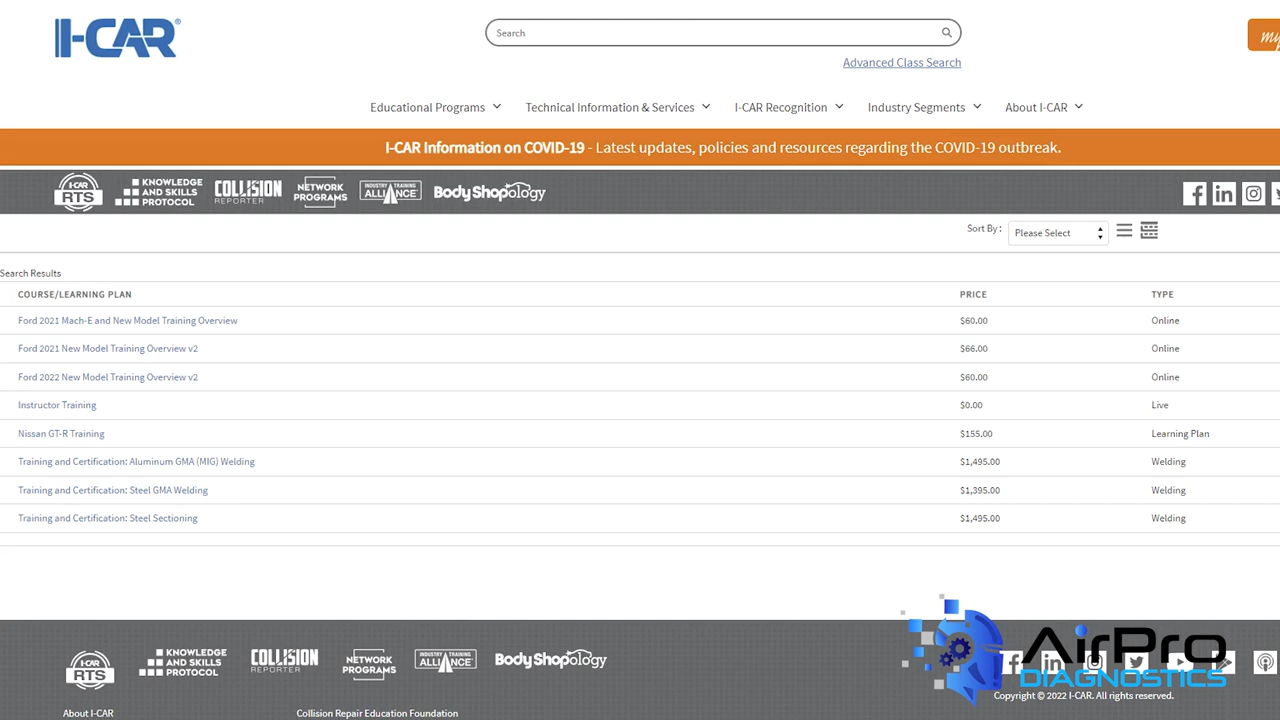 I-CAR®
Search
my
Advanced Class Search
Educational Programs
Technical Information & Services
I-CAR Recognition
Industry Segments
About I-CAR
I-CAR Information on COVID-19 - Latest updates, policies and resources regarding the COVID-19 outbreak.
I-CAR
RTS
KNOWLEDGE
AND SKILLS
PROTOCOL
COLLISION
REPORTER
NETWORK
PROGRAMS
INDUSTRY TRAINING
ALLIANCE
BodyShopology
Sort By :
Please Select
Search Results
COURSE/LEARNING PLAN PRICE TYPE
Ford 2021 Mach-E and New Model Training Overview $60.00 Online
Ford 2021 New Model Training Overview v2 $66.00 Online
Ford 2022 New Model Training Overview v2 $60.00 Online
Instructor Training $0.00 Live
Nissan GT-R Training $155.00 Learning Plan
Training and Certification: Aluminum GMA (MIG) Welding $1,495.00 Welding
Training and Certification: Steel GMA Welding $1,395.00 Welding
Training and Certification: Steel Sectioning $1,495.00 Welding
I-CAR
RTS
KNOWLEDGE
AND SKILLS
PROTOCOL
COLLISION
REPORTER
NETWORK
PROGRAMS
INDUSTRY TRAINING
ALLIANCE
BodyShopology
AirPro
DIAGNOSTICS
Copyright © 2022 I-CAR. All rights reserved.
About I-CAR
Collision Repair Education Foundation